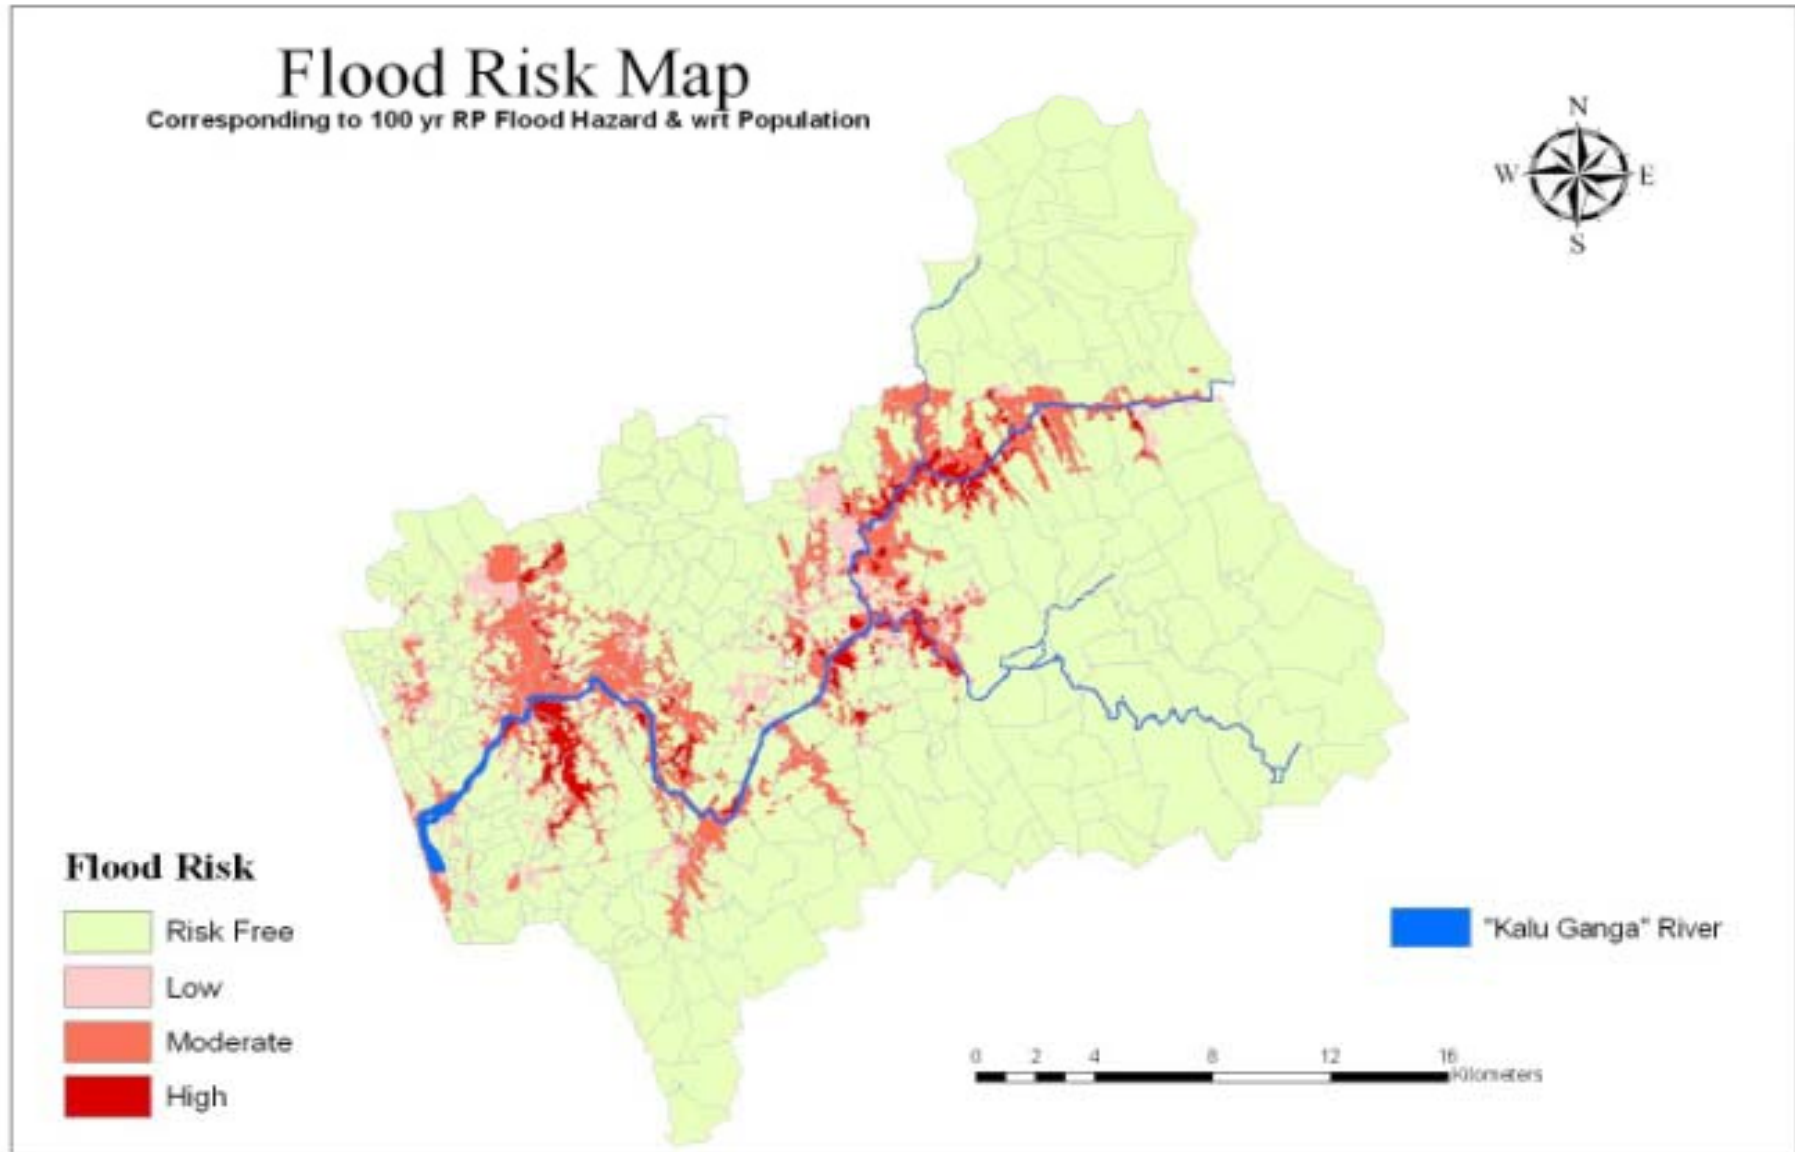 Flood Risk Map
Corresponding to 100 yr RP Flood Hazard & wrt Population
N
W E
S
Flood Risk
Risk Free
Low
Moderate
High
"Kalu Ganga" River
0 2 4 8 12 16
Kilometers